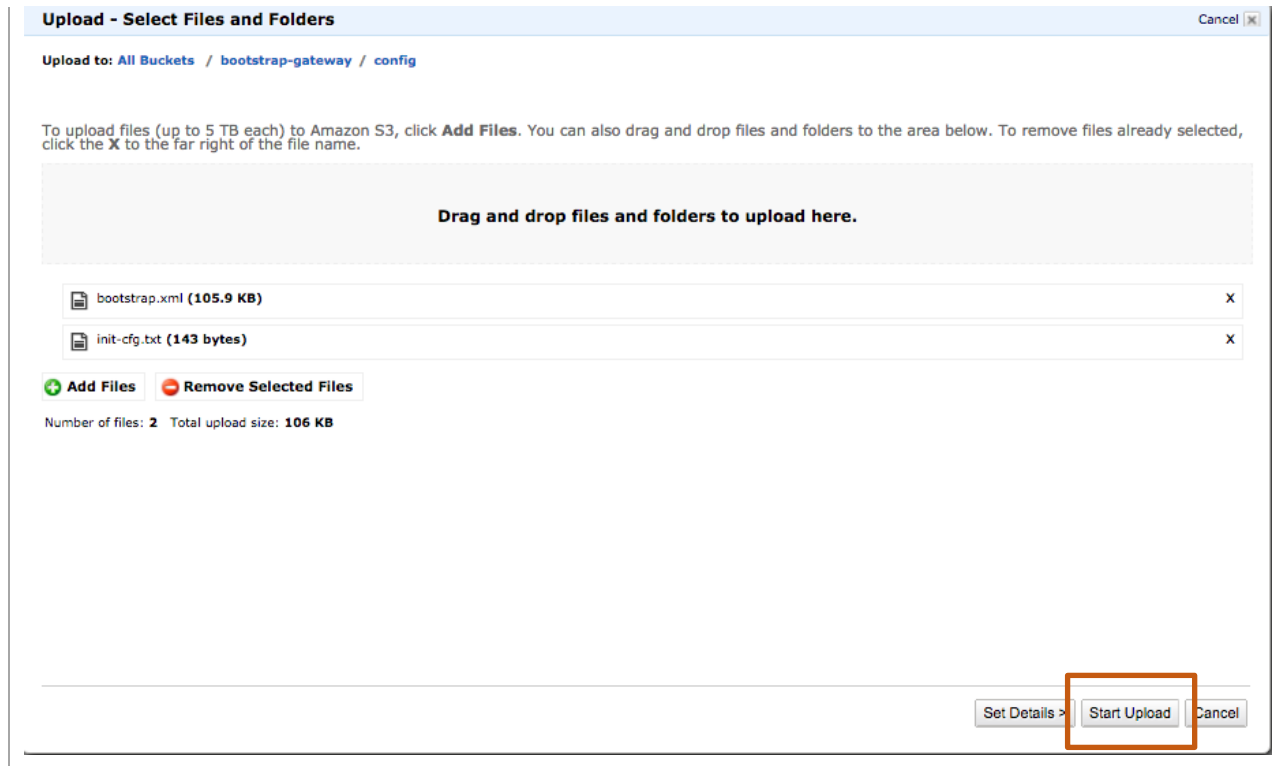 Upload - Select Files and Folders
Cancel x
Upload to: All Buckets / bootstrap-gateway / config
To upload files (up to 5 TB each) to Amazon S3, click Add Files. You can also drag and drop files and folders to the area below. To remove files already selected,
click the X to the far right of the file name.
Drag and drop files and folders to upload here.
bootstrap.xml (105.9 KB) X
init-cfg.txt (143 bytes) X
Add Files Remove Selected Files
Number of files: 2 Total upload size: 106 KB
Set Details > Start Upload Cancel